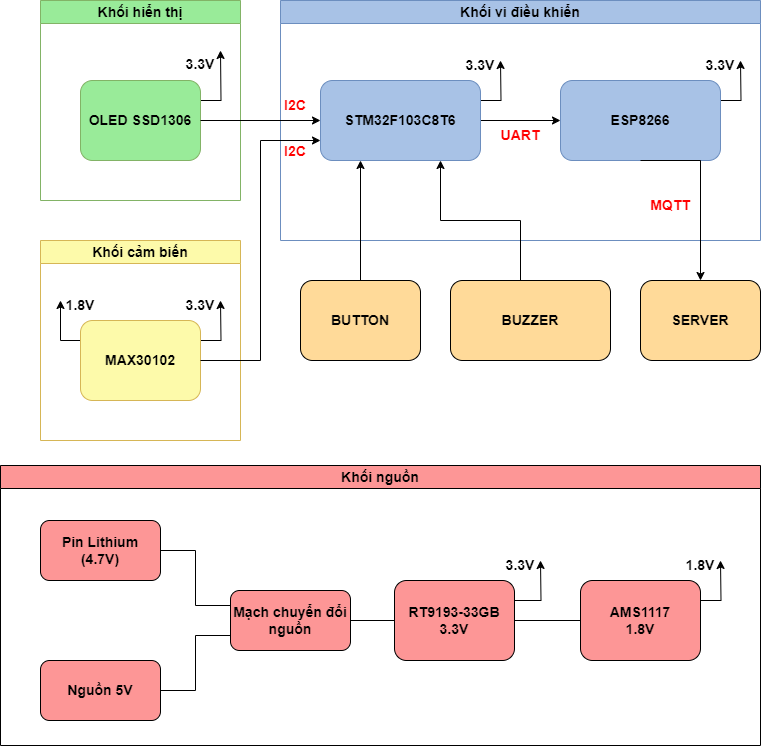 Khối hiển thị
3.3V
OLED SSD1306
Khối vi điều khiển
3.3V
3.3V
I2C
STM32F103C8T6
ESP8266
UART
I2C
MQTT
Khối cảm biến
1.8V
3.3V
MAX30102
BUTTON
BUZZER
SERVER
Khối nguồn
Pin Lithium
(4.7V)
Nguồn 5V
Mạch chuyển đổi
nguồn
3.3V
RT9193-33GB
3.3V
1.8V
AMS1117
1.8V